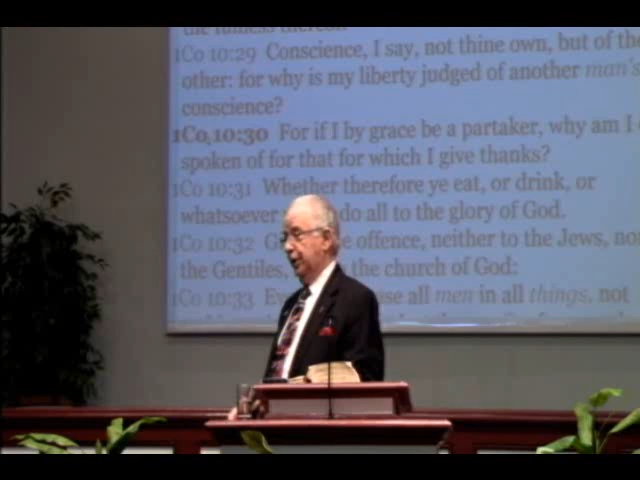 the fulness thereof.
1Co 10:29 Conscience, I say, not thine own, but of the
other: for why is my liberty judged of another man's
conscience?
1Co 10:30 For if I by grace be a partaker, why am I
spoken of for that for which I give thanks?
1Co 10:31 Whether therefore ye eat, or drink, or
whatsoever do all to the glory of God.
1Co 10:32 offence, neither to the Jews, nor
the Gentiles, the church of God:
1Co 10:33 all men in all things, not